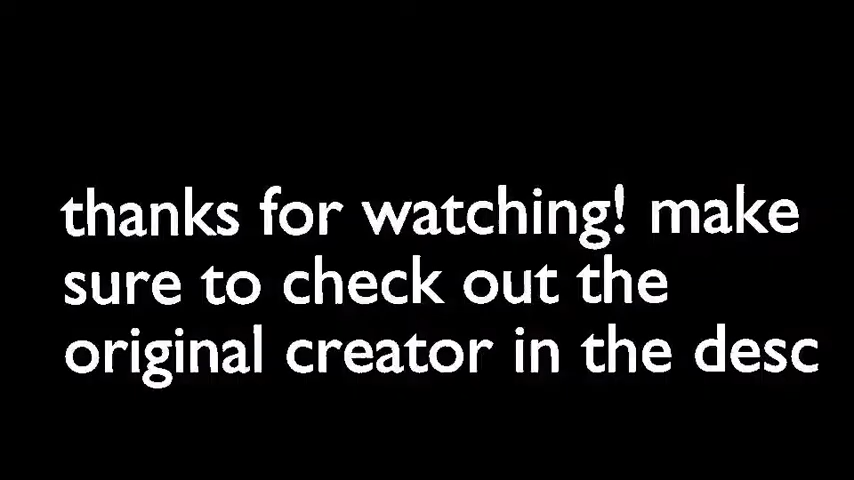 thanks for watching! make
sure to check out the
original creator in the desc